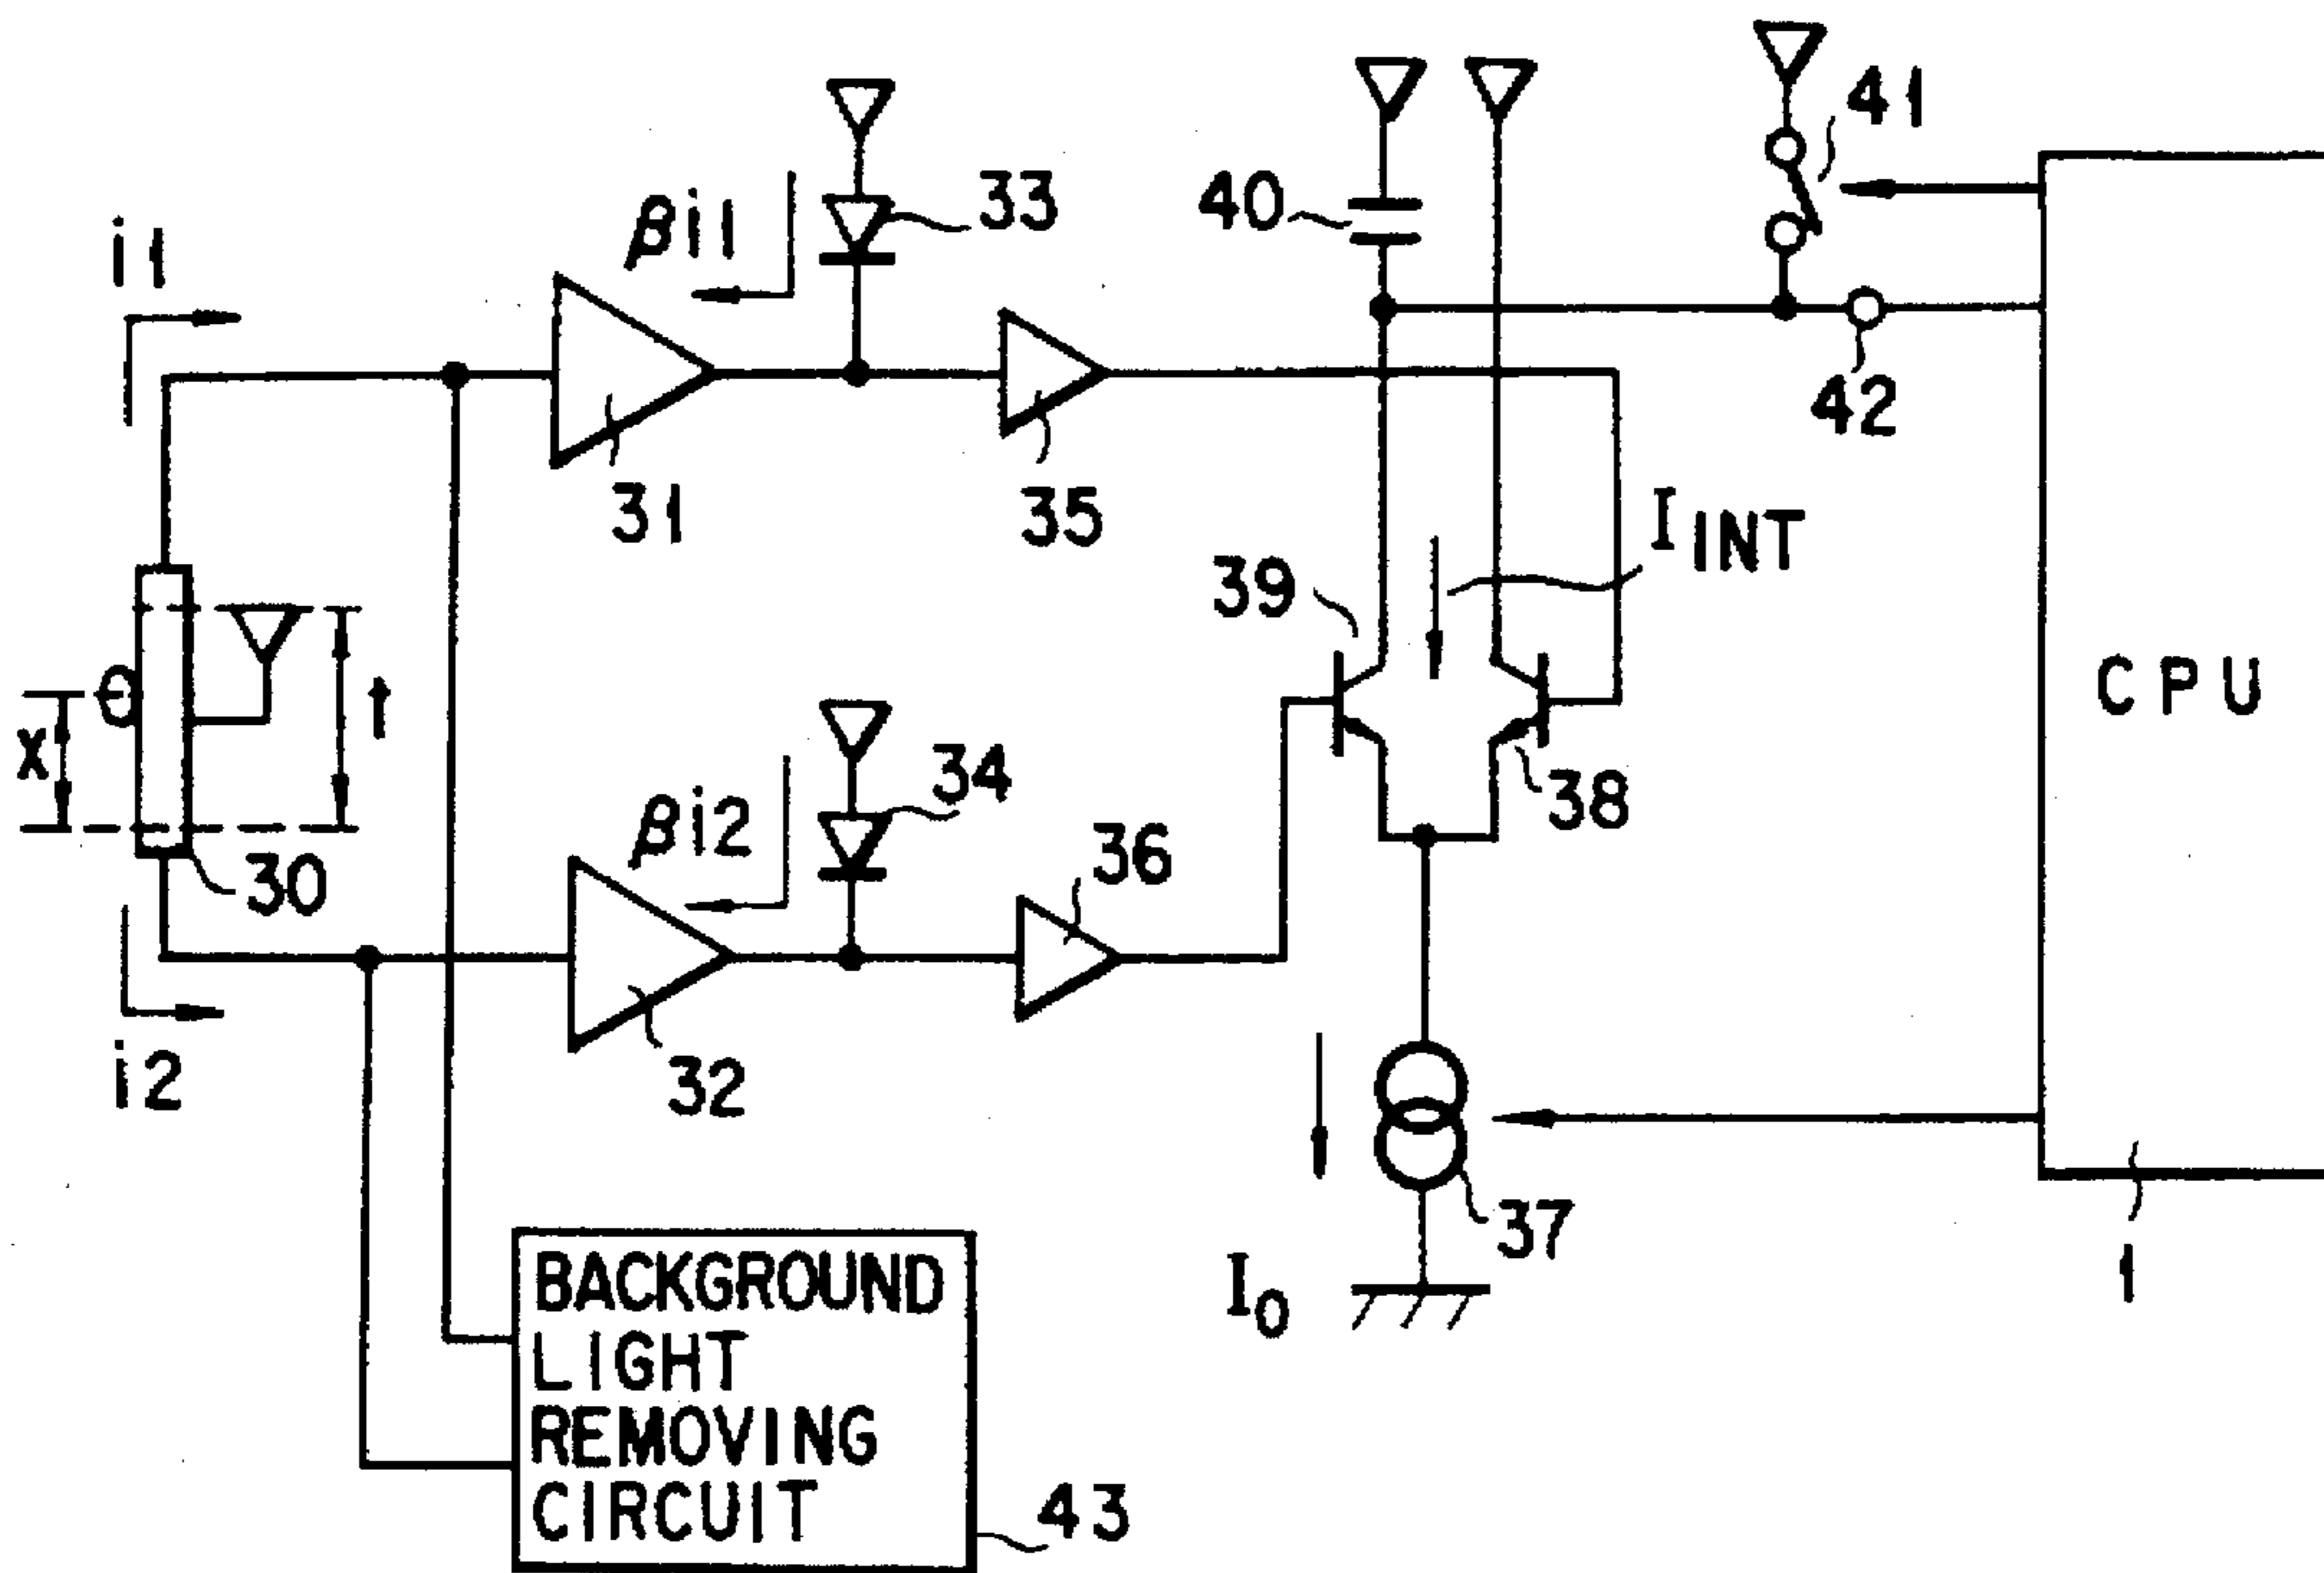 41
33
40
βi1
i1
42
31
35
I INT
39
t
x
34
38
CPU
βi2
36
30
32
i2
37
I0
1
BACKGROUND
LIGHT
REMOVING
CIRCUIT
43